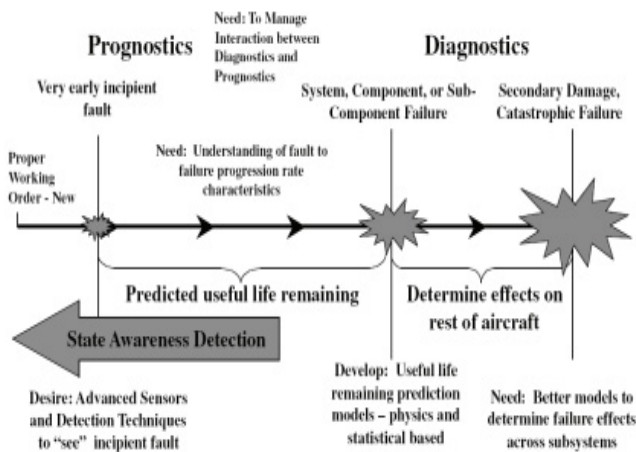 Need: To Manage
Interaction between
Diagnostics and
Prognostics
Prognostics
Diagnostics
Very early incipient
fault
System, Component, or Sub-
Component Failure
Secondary Damage,
Catastrophic Failure
Proper
Working
Order - New
Need: Understanding of fault to
failure progression rate
characteristics
Predicted useful life remaining
Determine effects on
rest of aircraft
State Awareness Detection
Desire: Advanced Sensors
and Detection Techniques
to “see” incipient fault
Develop: Useful life
remaining prediction
models – physics and
statistical based
Need: Better models to
determine failure effects
across subsystems